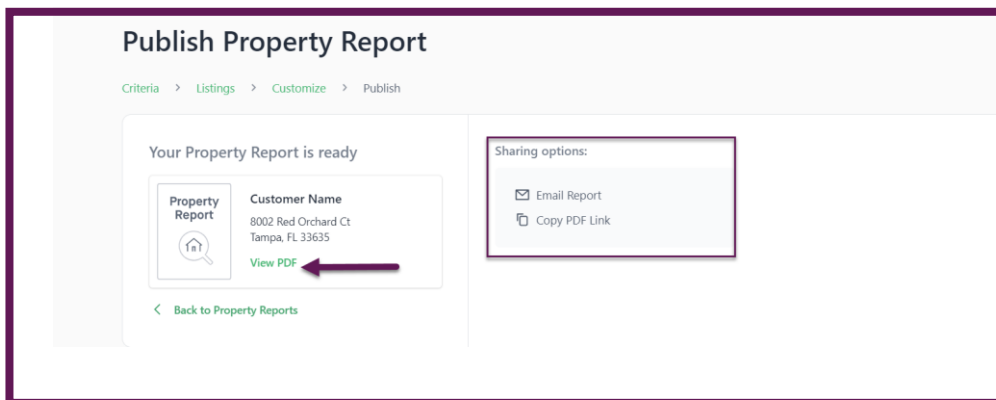 Publish Property Report
Criteria > Listings > Customize > Publish
Your Property Report is ready
Property
Report
Customer Name
8002 Red Orchard Ct
Tampa, FL 33635
View PDF
< Back to Property Reports
Sharing options:
Email Report
Copy PDF Link